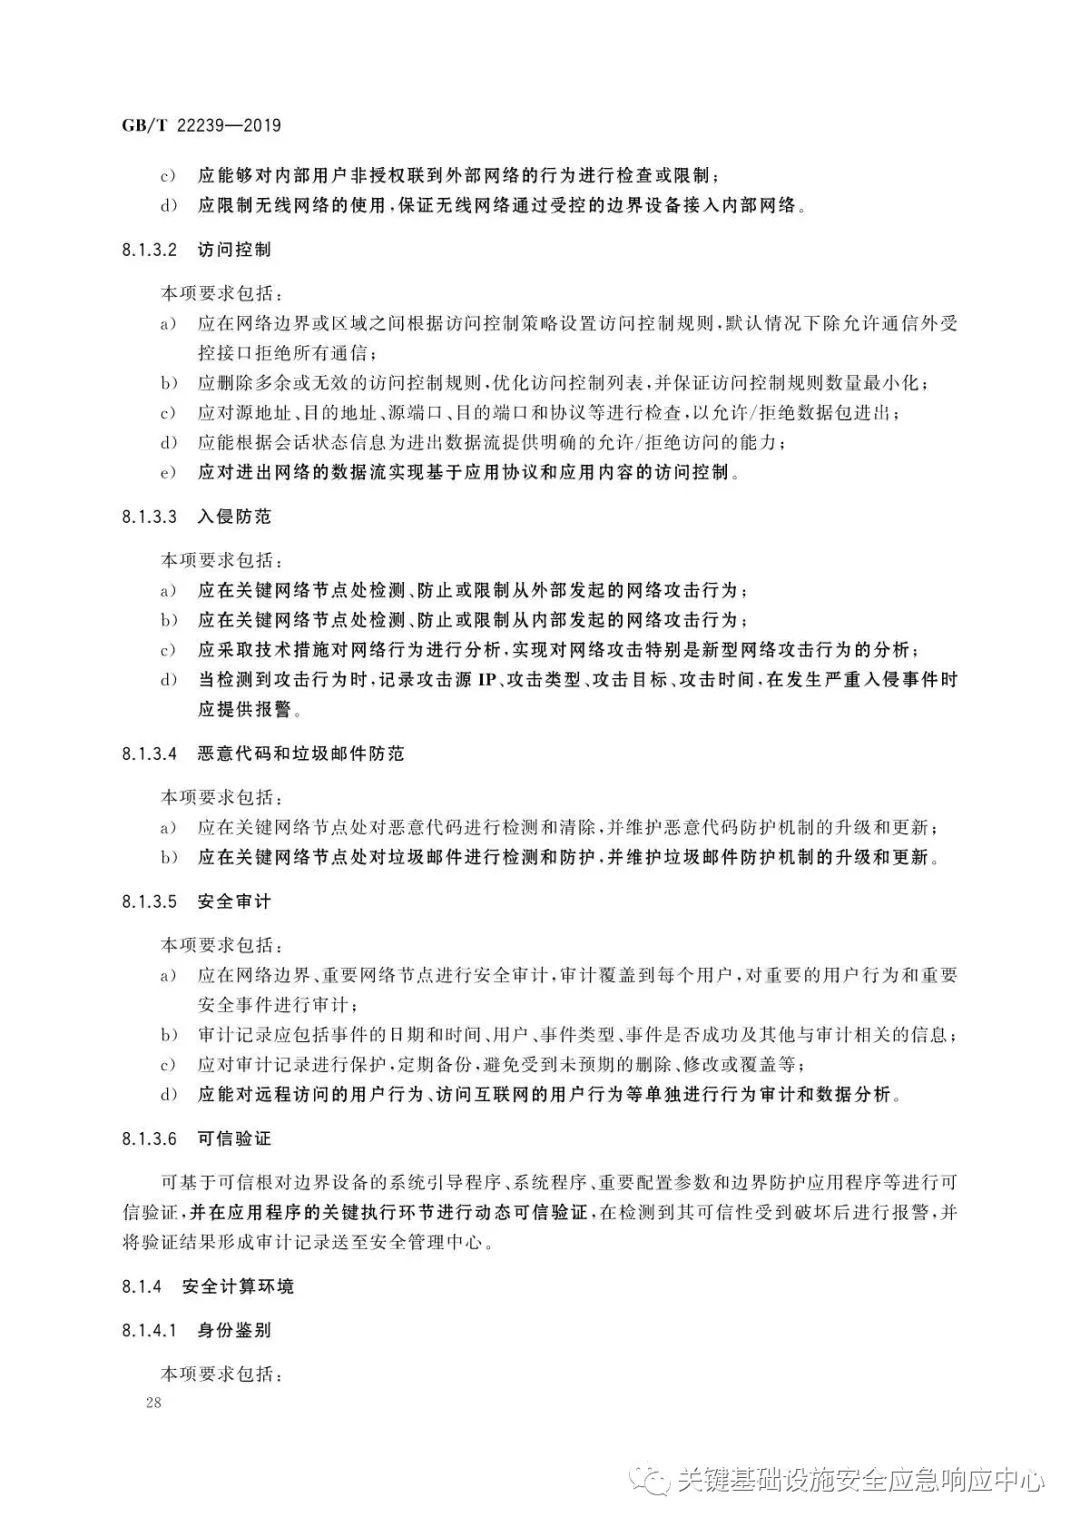 GB/T 22239—2019
c) 应能够对内部用户非授权联到外部网络的行为进行检查或限制;
d) 应限制无线网络的使用,保证无线网络通过受控的边界设备接入内部网络。
8.1.3.2 访问控制
本项要求包括:
a) 应在网络边界或区域之间根据访问控制策略设置访问控制规则,默认情况下除允许通信外受
控接口拒绝所有通信;
b) 应删除多余或无效的访问控制规则,优化访问控制列表,并保证访问控制规则数量最小化;
c) 应对源地址、目的地址、源端口、目的端口和协议等进行检查,以允许/拒绝数据包进出;
d) 应能根据会话状态信息为进出数据流提供明确的允许/拒绝访问的能力;
e) 应对进出网络的数据流实现基于应用协议和应用内容的访问控制。
8.1.3.3 入侵防范
本项要求包括:
a) 应在关键网络节点处检测、防止或限制从外部发起的网络攻击行为;
b) 应在关键网络节点处检测、防止或限制从内部发起的网络攻击行为;
c) 应采取技术措施对网络行为进行分析,实现对网络攻击特别是新型网络攻击行为的分析;
d) 当检测到攻击行为时,记录攻击源 IP、攻击类型、攻击目标、攻击时间,在发生严重入侵事件时
应提供报警。
8.1.3.4 恶意代码和垃圾邮件防范
本项要求包括:
a) 应在关键网络节点处对恶意代码进行检测和清除,并维护恶意代码防护机制的升级和更新;
b) 应在关键网络节点处对垃圾邮件进行检测和防护,并维护垃圾邮件防护机制的升级和更新。
8.1.3.5 安全审计
本项要求包括:
a) 应在网络边界、重要网络节点进行安全审计,审计覆盖到每个用户,对重要的用户行为和重要
安全事件进行审计;
b) 审计记录应包括事件的日期和时间、用户、事件类型、事件是否成功及其他与审计相关的信息;
c) 应对审计记录进行保护,定期备份,避免受到未预期的删除、修改或覆盖等;
d) 应能对远程访问的用户行为、访问互联网的用户行为等单独进行行为审计和数据分析。
8.1.3.6 可信验证
可基于可信根对边界设备的系统引导程序、系统程序、重要配置参数和边界防护应用程序等进行可
信验证,并在应用程序的关键执行环节进行动态可信验证,在检测到其可信性受到破坏后进行报警,并
将验证结果形成审计记录送至安全管理中心。
8.1.4 安全计算环境
8.1.4.1 身份鉴别
本项要求包括:
28
关键基础设施安全应急响应中心